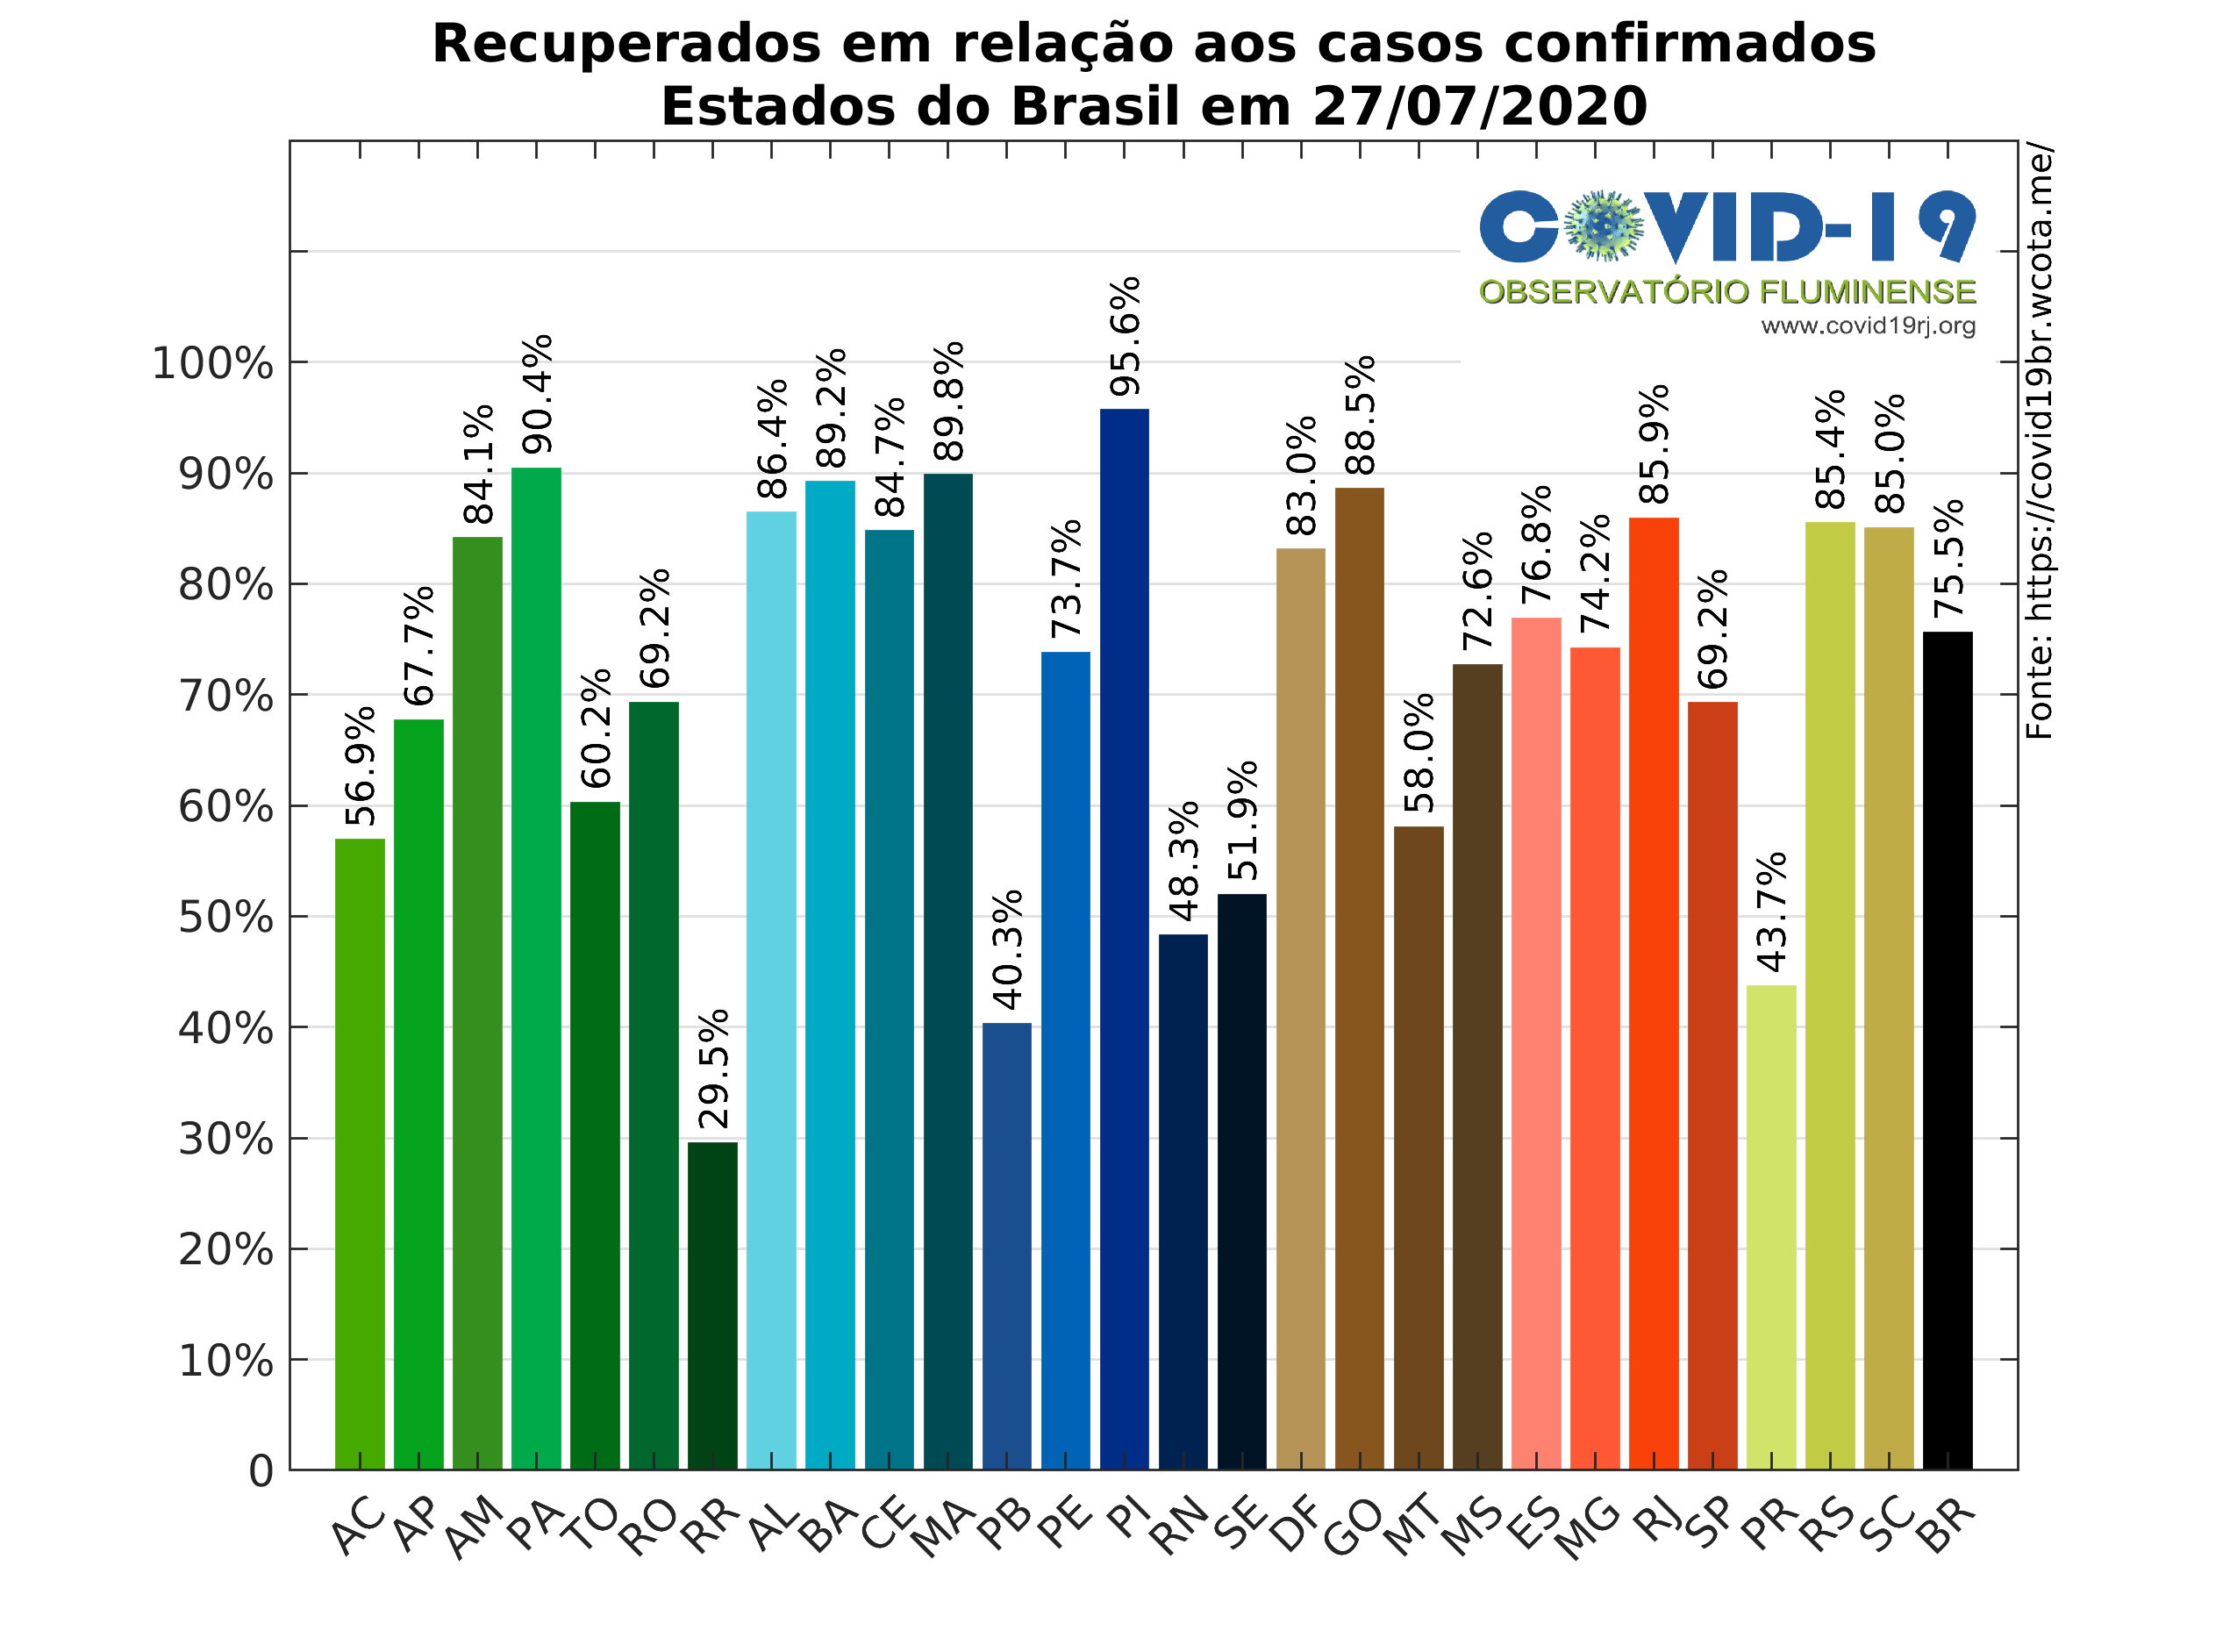 Recuperados em relação aos casos confirmados
Estados do Brasil em 27/07/2020
COVID-19
OBSERVATÓRIO FLUMINENSE
www.covid19rj.org
Fonte: https://covid19br.wcota.me/
100%
90%
80%
70%
60%
50%
40%
30%
20%
10%
0
56.9%
67.7%
84.1%
90.4%
60.2%
69.2%
29.5%
86.4%
89.2%
84.7%
89.8%
40.3%
73.7%
95.6%
48.3%
51.9%
83.0%
88.5%
58.0%
72.6%
76.8%
74.2%
85.9%
69.2%
43.7%
85.4%
85.0%
75.5%
AC
AP
AM
PA
TO
RO
RR
AL
BA
CE
MA
PB
PE
PI
RN
SE
DF
GO
MT
MS
ES
MG
RJ
SP
PR
RS
SC
BR